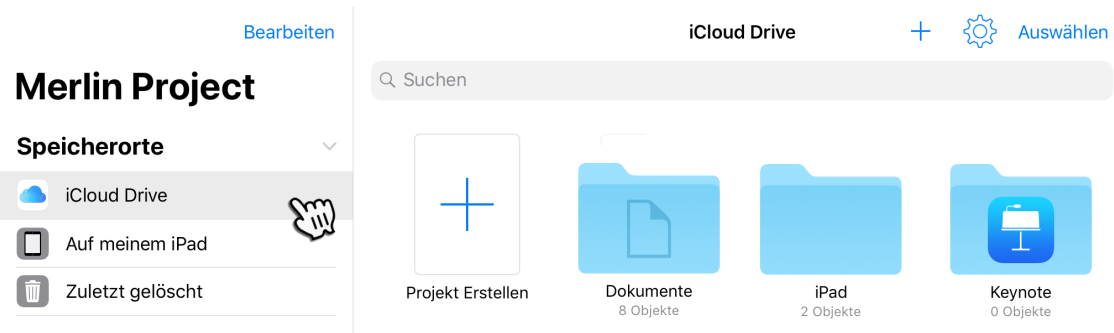 Bearbeiten
Merlin Project
Speicherorte
iCloud Drive
Auf meinem iPad
Zuletzt gelöscht
iCloud Drive
Auswählen
Suchen
Projekt Erstellen
Dokumente
8 Objekte
iPad
2 Objekte
Keynote
0 Objekte